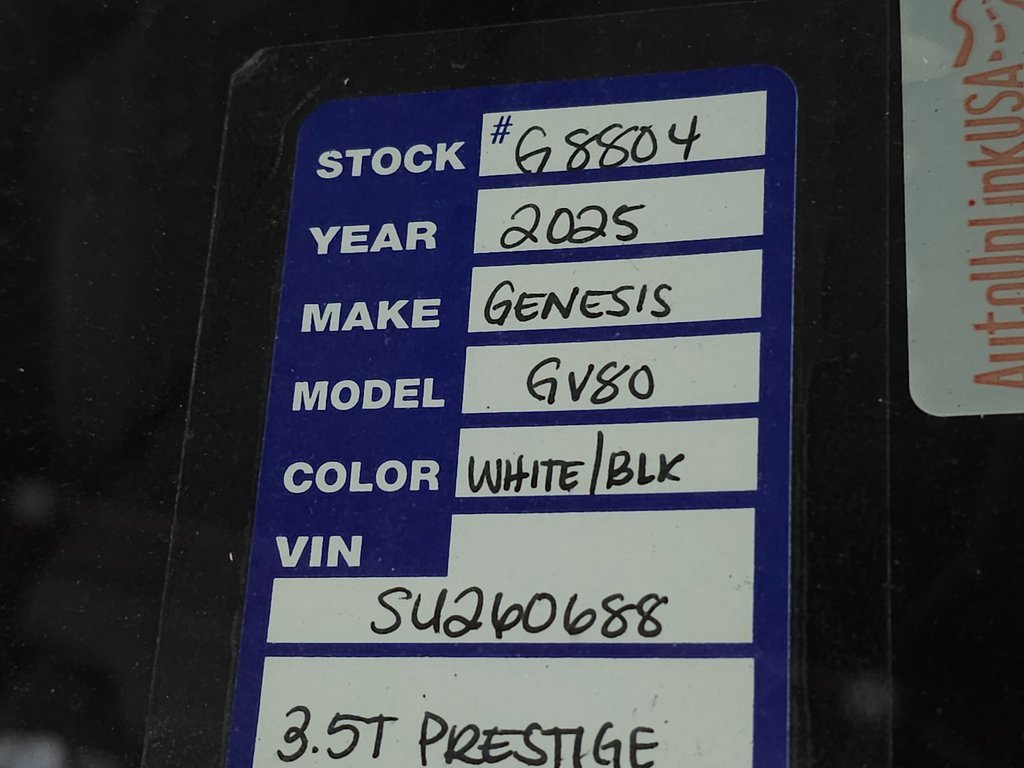 STOCK # G8804
YEAR 2025
MAKE GENESIS
MODEL GV80
COLOR WHITE/BLK
VIN
SU260688
3.5T PRESTIGE
AutoUpLinkUSA